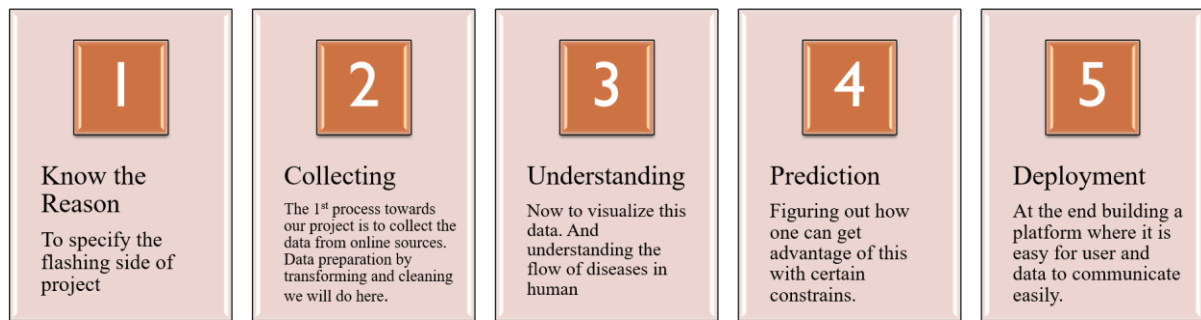 1
Know the
Reason
To specify the
flashing side of
project
2
Collecting
The 1st process towards
our project is to collect the
data from online sources.
Data preparation by
transforming and cleaning
we will do here.
3
Understanding
Now to visualize this
data. And
understanding the
flow of diseases in
human
4
Prediction
Figuring out how
one can get
advantage of this
with certain
constrains.
5
Deployment
At the end building a
platform where it is
easy for user and
data to communicate
easily.